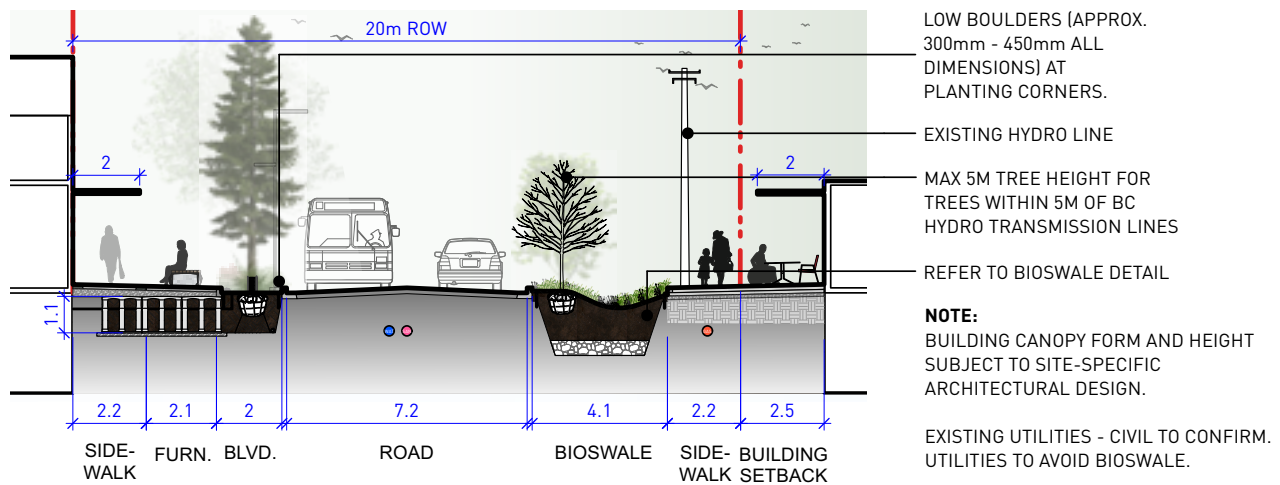 20m ROW
2
2
1.1
2.2
2.1
2
7.2
4.1
2.2
2.5
SIDE-
WALK
FURN.
BLVD.
ROAD
BIOSWALE
SIDE-
WALK
BUILDING
SETBACK
LOW BOULDERS (APPROX.
300mm - 450mm ALL
DIMENSIONS) AT
PLANTING CORNERS.
EXISTING HYDRO LINE
MAX 5M TREE HEIGHT FOR
TREES WITHIN 5M OF BC
HYDRO TRANSMISSION LINES
REFER TO BIOSWALE DETAIL
NOTE:
BUILDING CANOPY FORM AND HEIGHT
SUBJECT TO SITE-SPECIFIC
ARCHITECTURAL DESIGN.
EXISTING UTILITIES - CIVIL TO CONFIRM.
UTILITIES TO AVOID BIOSWALE.